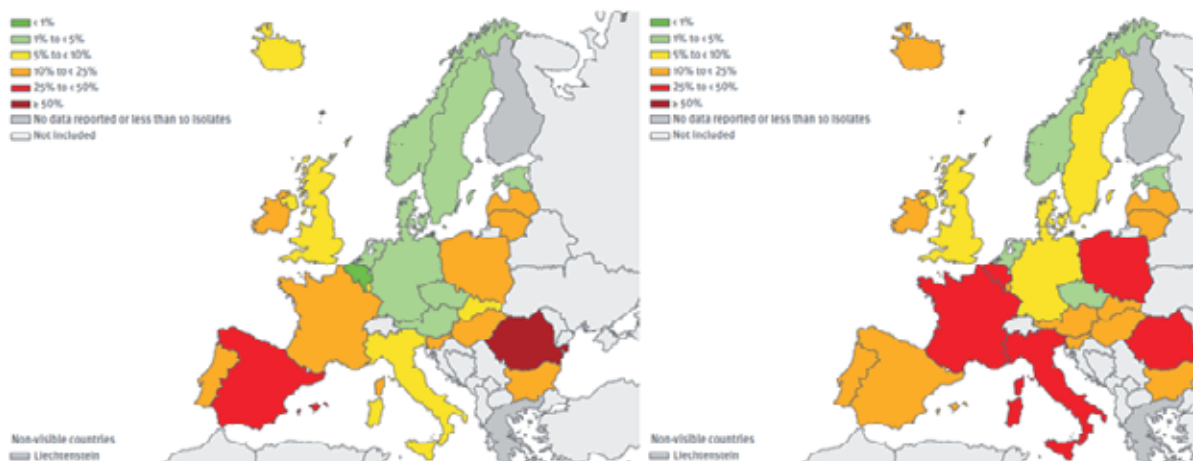 < 1%
1% to < 5%
5% to < 10%
10% to < 25%
25% to < 50%
≥ 50%
No data reported or less than 10 isolates
Not included
Non-visible countries
Liechtenstein
< 1%
1% to < 5%
5% to < 10%
10% to < 25%
25% to < 50%
≥ 50%
No data reported or less than 10 isolates
Not included
Non-visible countries
Liechtenstein